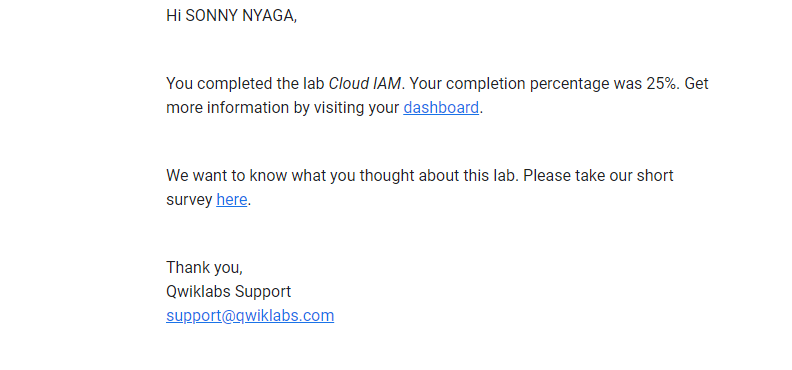 Hi SONNY NYAGA,
You completed the lab Cloud IAM. Your completion percentage was 25%. Get
more information by visiting your dashboard.
We want to know what you thought about this lab. Please take our short
survey here.
Thank you,
Qwiklabs Support
support@qwiklabs.com